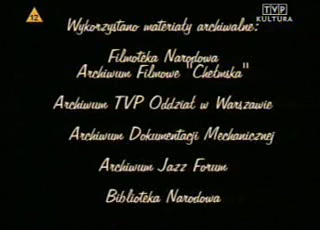 12
TVP
KULTURA
Wykorzystano materiały archiwalne:
Filmoteka Narodowa
Archiwum Filmowe "Chełmska"
Archiwum TVP Oddział w Warszawie
Archiwum Dokumentacji Mechanicznej
Archiwum Jazz Forum
Biblioteka Narodowa